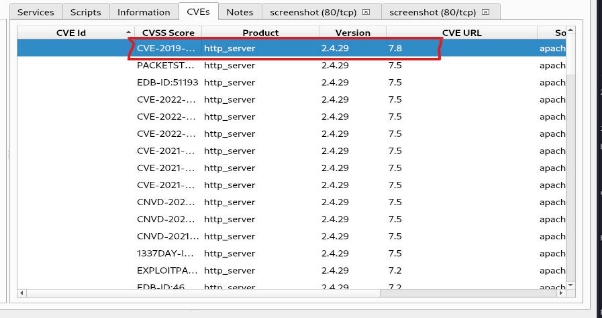 Services Scripts Information CVEs Notes screenshot (80/tcp) screenshot (80/tcp)
CVE Id CVSS Score Product Version CVE URL So
CVE-2019-... http_server 2.4.29 7.8 apach
PACKETST... http_server 2.4.29 7.5 apach
EDB-ID:51193 http_server 2.4.29 7.5 apach
CVE-2022-... http_server 2.4.29 7.5 apach
CVE-2022-... http_server 2.4.29 7.5 apach
CVE-2022-... http_server 2.4.29 7.5 apach
CVE-2021-... http_server 2.4.29 7.5 apach
CVE-2021-... http_server 2.4.29 7.5 apach
CVE-2021-... http_server 2.4.29 7.5 apach
CNVD-202... http_server 2.4.29 7.5 apach
CNVD-202... http_server 2.4.29 7.5 apach
CNVD-2021... http_server 2.4.29 7.5 apach
1337DAY-I... http_server 2.4.29 7.5 apach
EXPLOITPA... http_server 2.4.29 7.2 apach
EDB-ID:46... http_server 2.4.29 7.2 apach